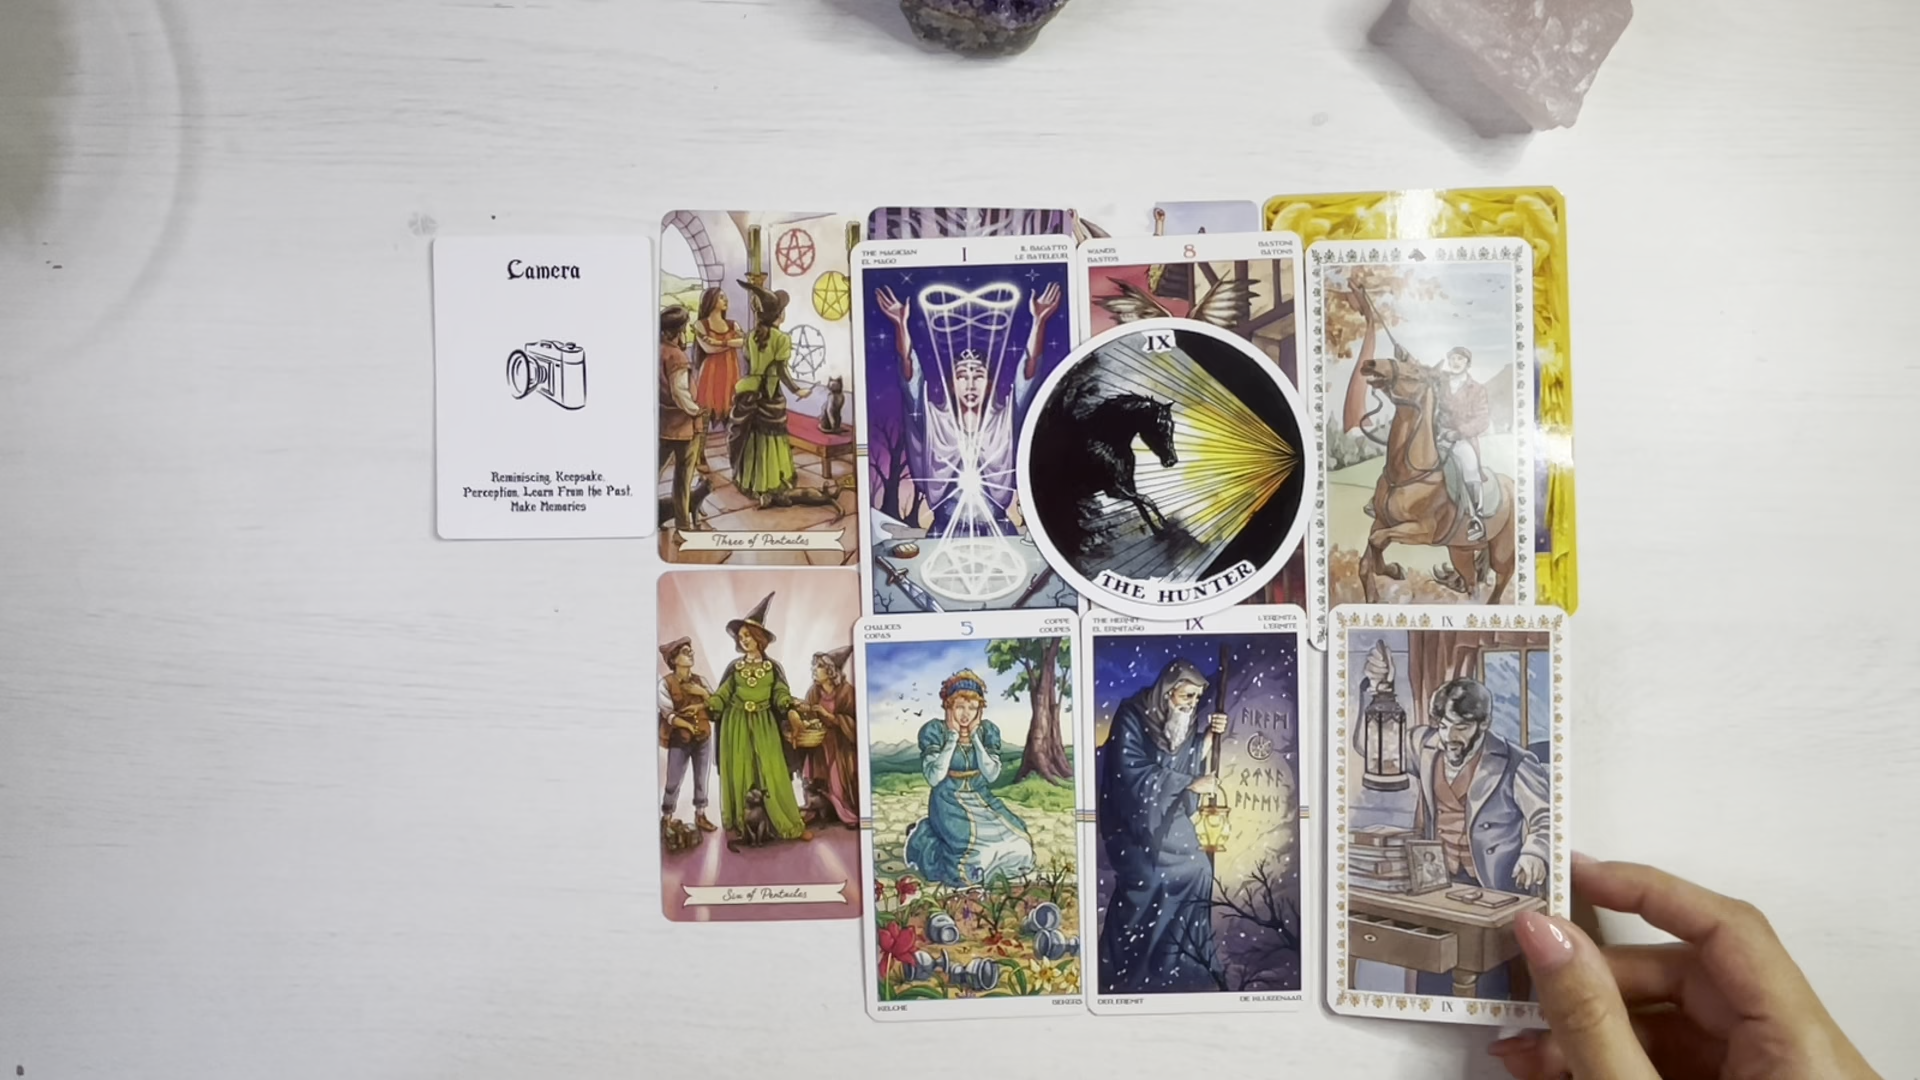 Camera
Reminiscing, Keepsake,
Perception, Learn From the Past,
Make Memories
Three of Pentacles
Six of Pentacles
THE MAGICIAN
EL MAGO
I
IL BAGATTO
LE BATELEUR
WANDS
BASTOS
8
BASTONI
BATONS
IX
THE HUNTER
CHALICES
COPAS
5
COPPE
COUPES
KELCHE
BEKERS
THE HERMIT
EL ERMITAÑO
IX
L'EREMITA
L'ERMITE
DER EREMIT
DE KLUIZENAAR
IX
IX